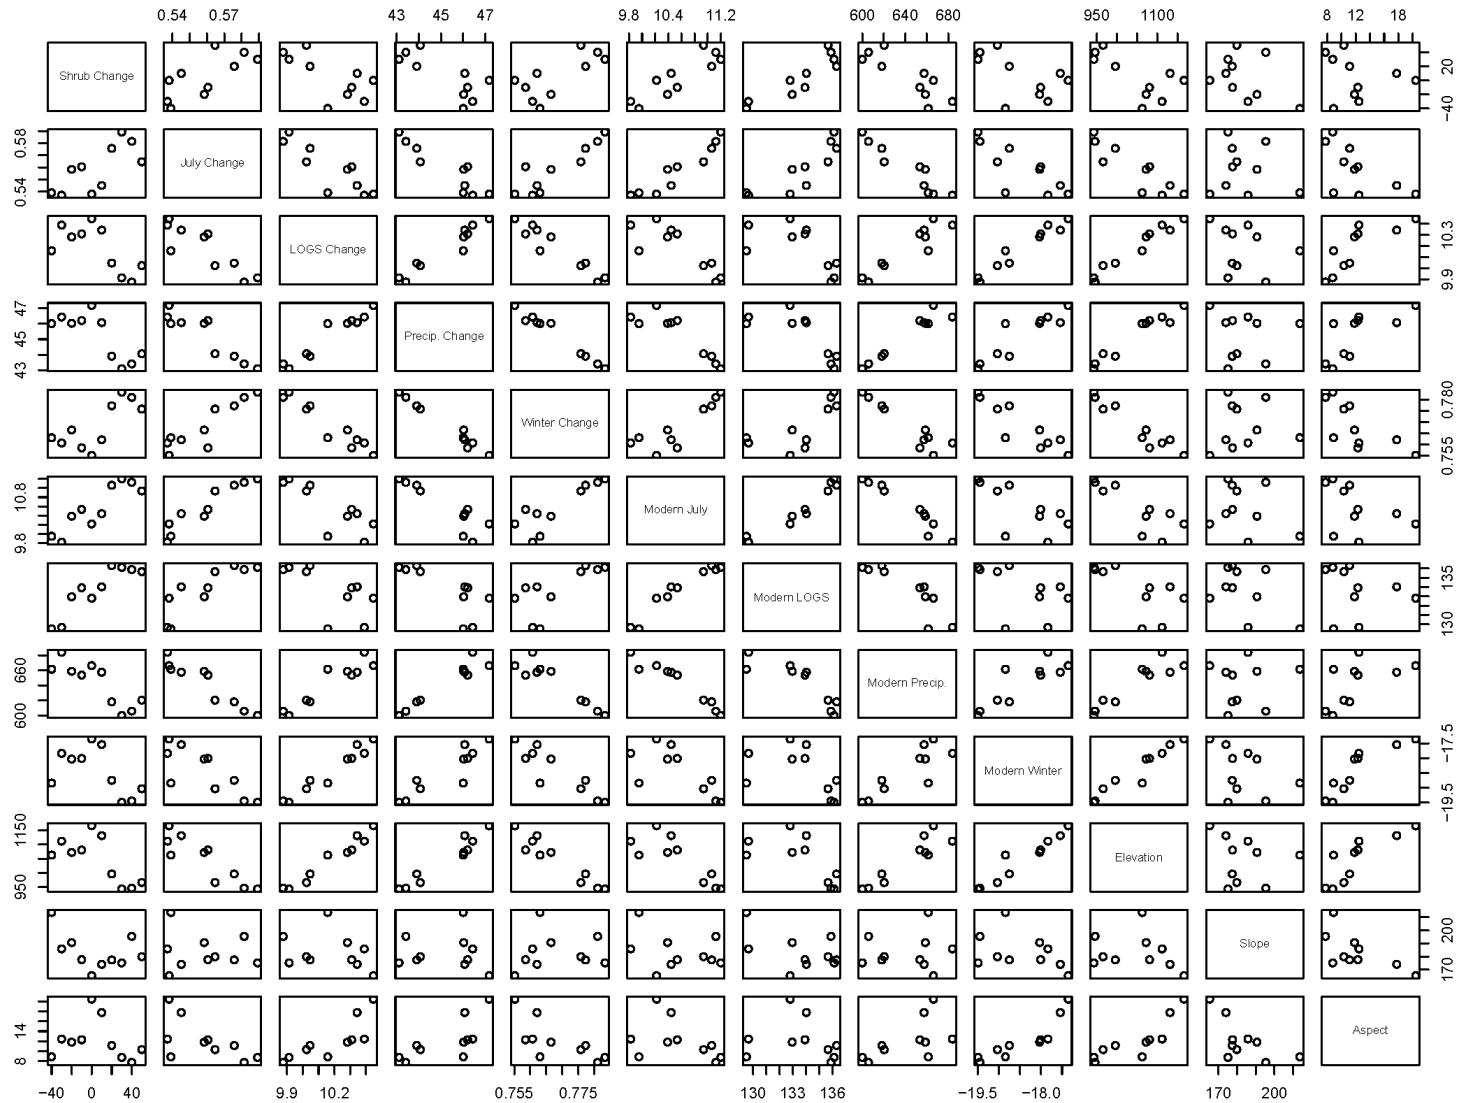 0.54 0.57 43 45 47 9.8 10.4 11.2 600 640 680 950 1100 8 12 18
Shrub Change −40 20
0.54 0.58 July Change
LOGS Change 9.9 10.3
43 45 47 Precip. Change
Winter Change 0.755 0.780
9.8 10.8 Modern July
Modern LOGS 130 135
600 660 Modern Precip.
Modern Winter −19.5 −17.5
950 1150 Elevation
Slope 170 200
8 14 Aspect
−40 0 40 9.9 10.2 0.755 0.775 130 133 136 −19.5 −18.0 170 200